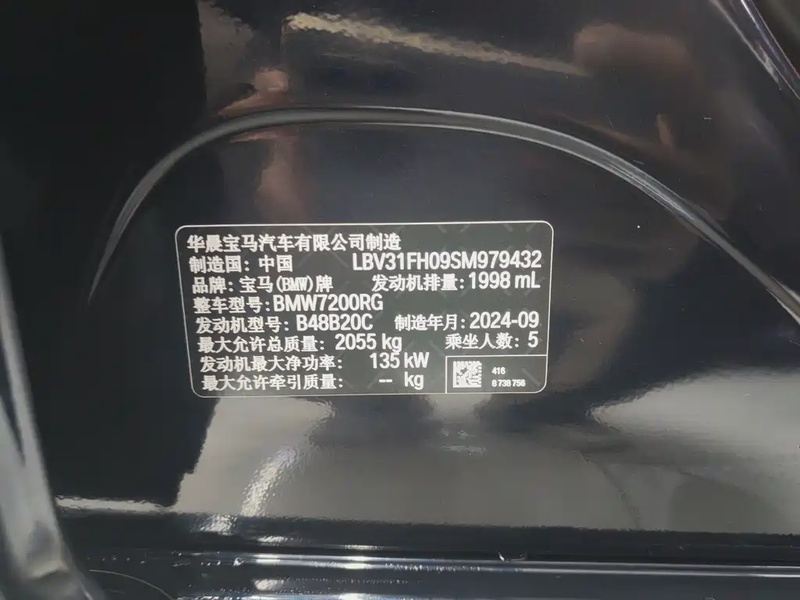 华晨宝马汽车有限公司制造
制造国：中国 LBV31FH09SM979432
品牌：宝马(BMW)牌 发动机排量：1998 mL
整车型号：BMW7200RG
发动机型号：B48B20C 制造年月：2024-09
最大允许总质量：2055 kg 乘坐人数：5
发动机最大净功率：135 kW
最大允许牵引质量：-- kg
416
8 738 756